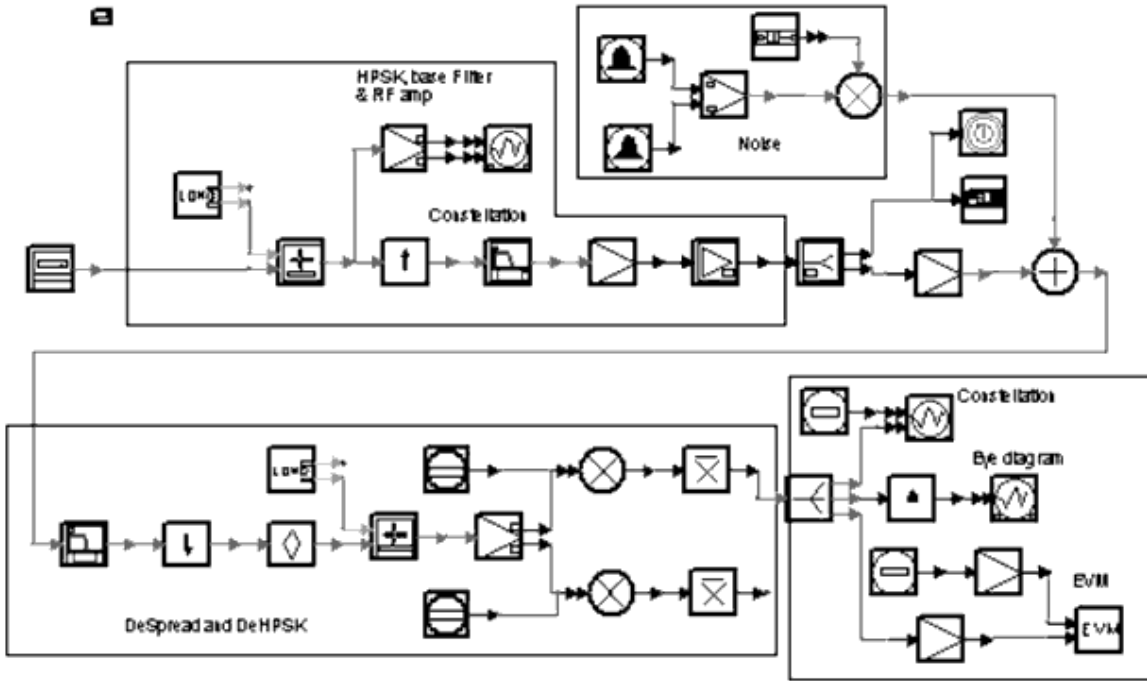 HPSK, base Filter
& RF amp
Noise
Constellation
Constellation
Eye diagram
EVM
EVM
DeSpread and DeHPSK